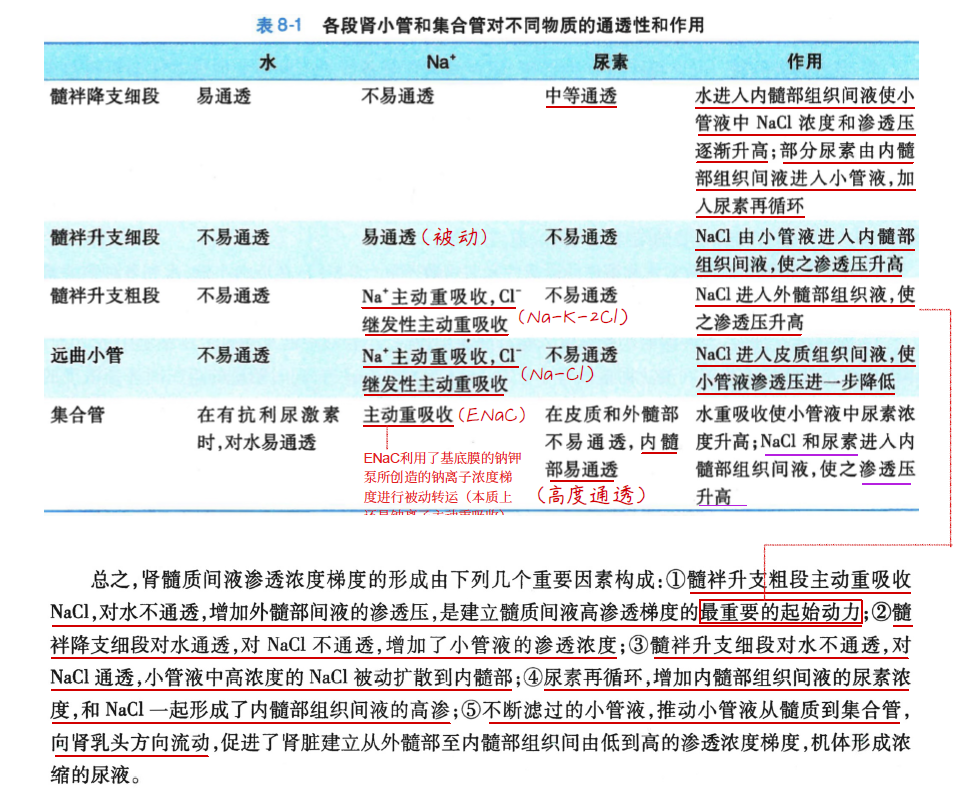 表 8-1 各段肾小管和集合管对不同物质的通透性和作用
水 Na⁺ 尿素 作用
髓袢降支细段 易通透 不易通透 中等通透 水进入内髓部组织间液使小
管液中 NaCl 浓度和渗透压
逐渐升高;部分尿素由内髓
部组织间液进入小管液,加
入尿素再循环
髓袢升支细段 不易通透 易通透(被动) 不易通透 NaCl 由小管液进入内髓部
组织间液,使之渗透压升高
髓袢升支粗段 不易通透 Na⁺主动重吸收,Cl⁻ 不易通透 NaCl 进入外髓部组织液,使
继发性主动重吸收 (Na-K-2Cl) 之渗透压升高
远曲小管 不易通透 Na⁺主动重吸收,Cl⁻ 不易通透 NaCl 进入皮质组织间液,使
继发性主动重吸收 (Na-Cl) 小管液渗透压进一步降低
集合管 在有抗利尿激素 主动重吸收(ENaC) 在皮质和外髓部 水重吸收使小管液中尿素浓
时,对水易通透 不易通透,内髓 度升高;NaCl 和尿素进入内
ENaC利用了基底膜的钠钾 部易通透 髓部组织间液,使之渗透压
泵所创造的钠离子浓度梯 (高度通透) 升高
度进行被动转运(本质上
总之,肾髓质间液渗透浓度梯度的形成由下列几个重要因素构成:①髓袢升支粗段主动重吸收
NaCl,对水不通透,增加外髓部间液的渗透压,是建立髓质间液高渗透梯度的最重要的起始动力;②髓
袢降支细段对水通透,对 NaCl 不通透,增加了小管液的渗透浓度;③髓袢升支细段对水不通透,对
NaCl 通透,小管液中高浓度的 NaCl 被动扩散到内髓部;④尿素再循环,增加内髓部组织间液的尿素浓
度,和 NaCl 一起形成了内髓部组织间液的高渗;⑤不断滤过的小管液,推动小管液从髓质到集合管,
向肾乳头方向流动,促进了肾脏建立从外髓部至内髓部组织间由低到高的渗透浓度梯度,机体形成浓
缩的尿液。